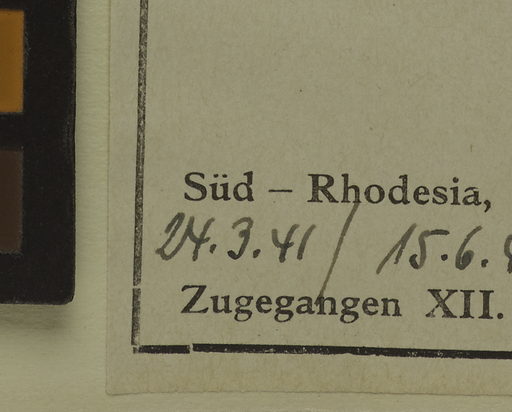 Süd – Rhodesia,
24.3.41 / 15.6.
Zugegangen XII.